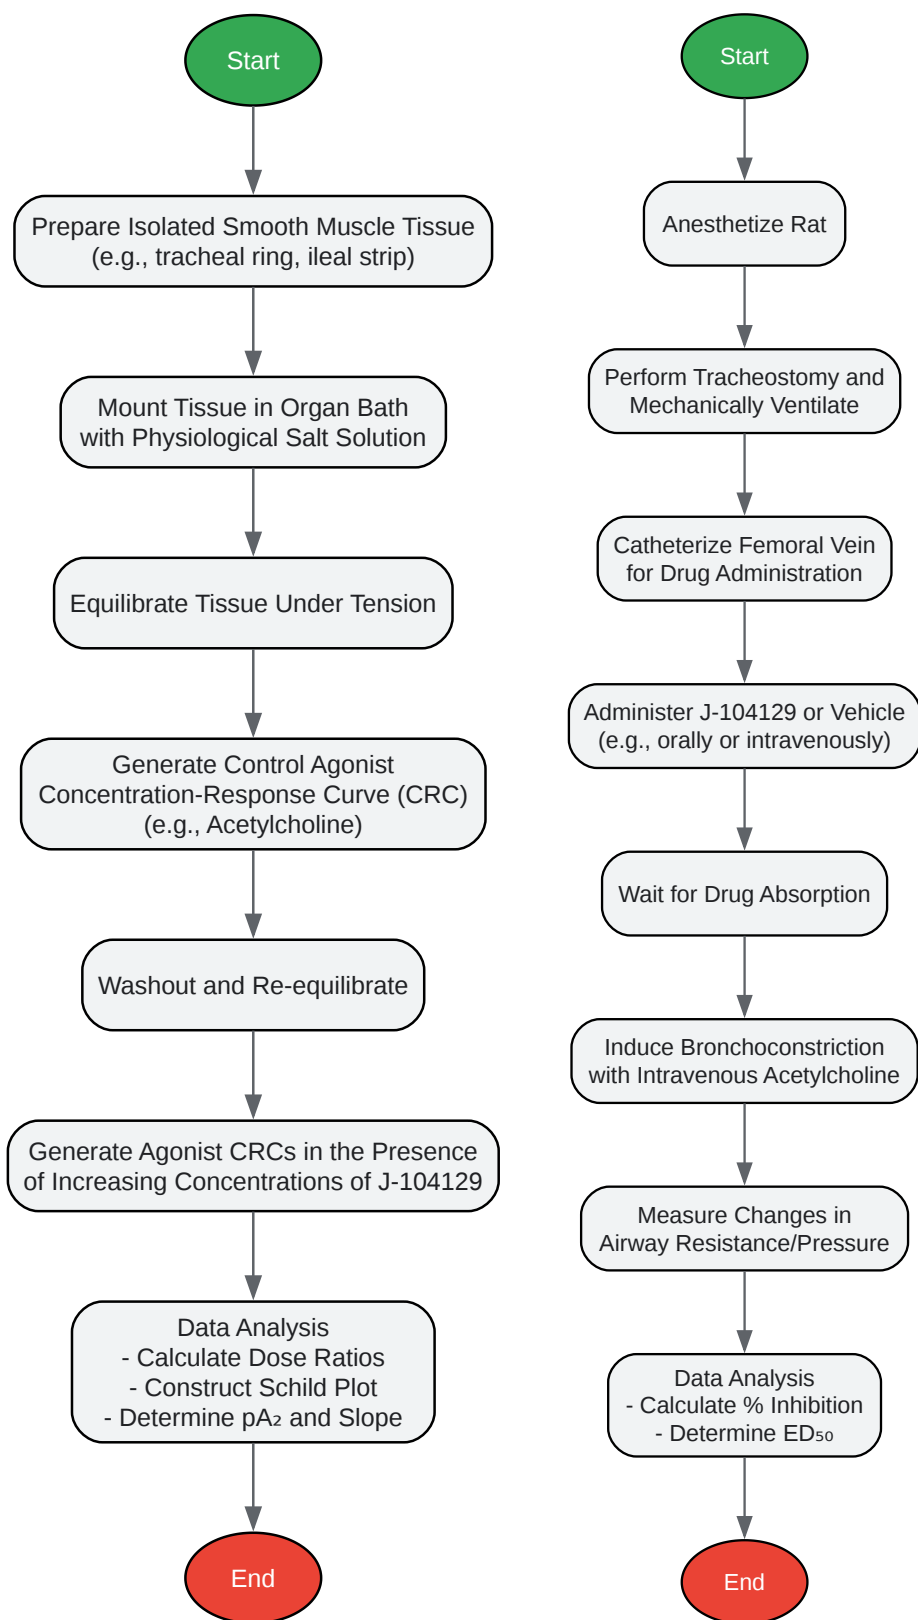 Start
Prepare Isolated Smooth Muscle Tissue
(e.g., tracheal ring, ileal strip)
Mount Tissue in Organ Bath
with Physiological Salt Solution
Equilibrate Tissue Under Tension
Generate Control Agonist
Concentration-Response Curve (CRC)
(e.g., Acetylcholine)
Washout and Re-equilibrate
Generate Agonist CRCs in the Presence
of Increasing Concentrations of J-104129
Data Analysis
- Calculate Dose Ratios
- Construct Schild Plot
- Determine pA₂ and Slope
End
Start
Anesthetize Rat
Perform Tracheostomy and
Mechanically Ventilate
Catheterize Femoral Vein
for Drug Administration
Administer J-104129 or Vehicle
(e.g., orally or intravenously)
Wait for Drug Absorption
Induce Bronchoconstriction
with Intravenous Acetylcholine
Measure Changes in
Airway Resistance/Pressure
Data Analysis
- Calculate % Inhibition
- Determine ED₅₀
End